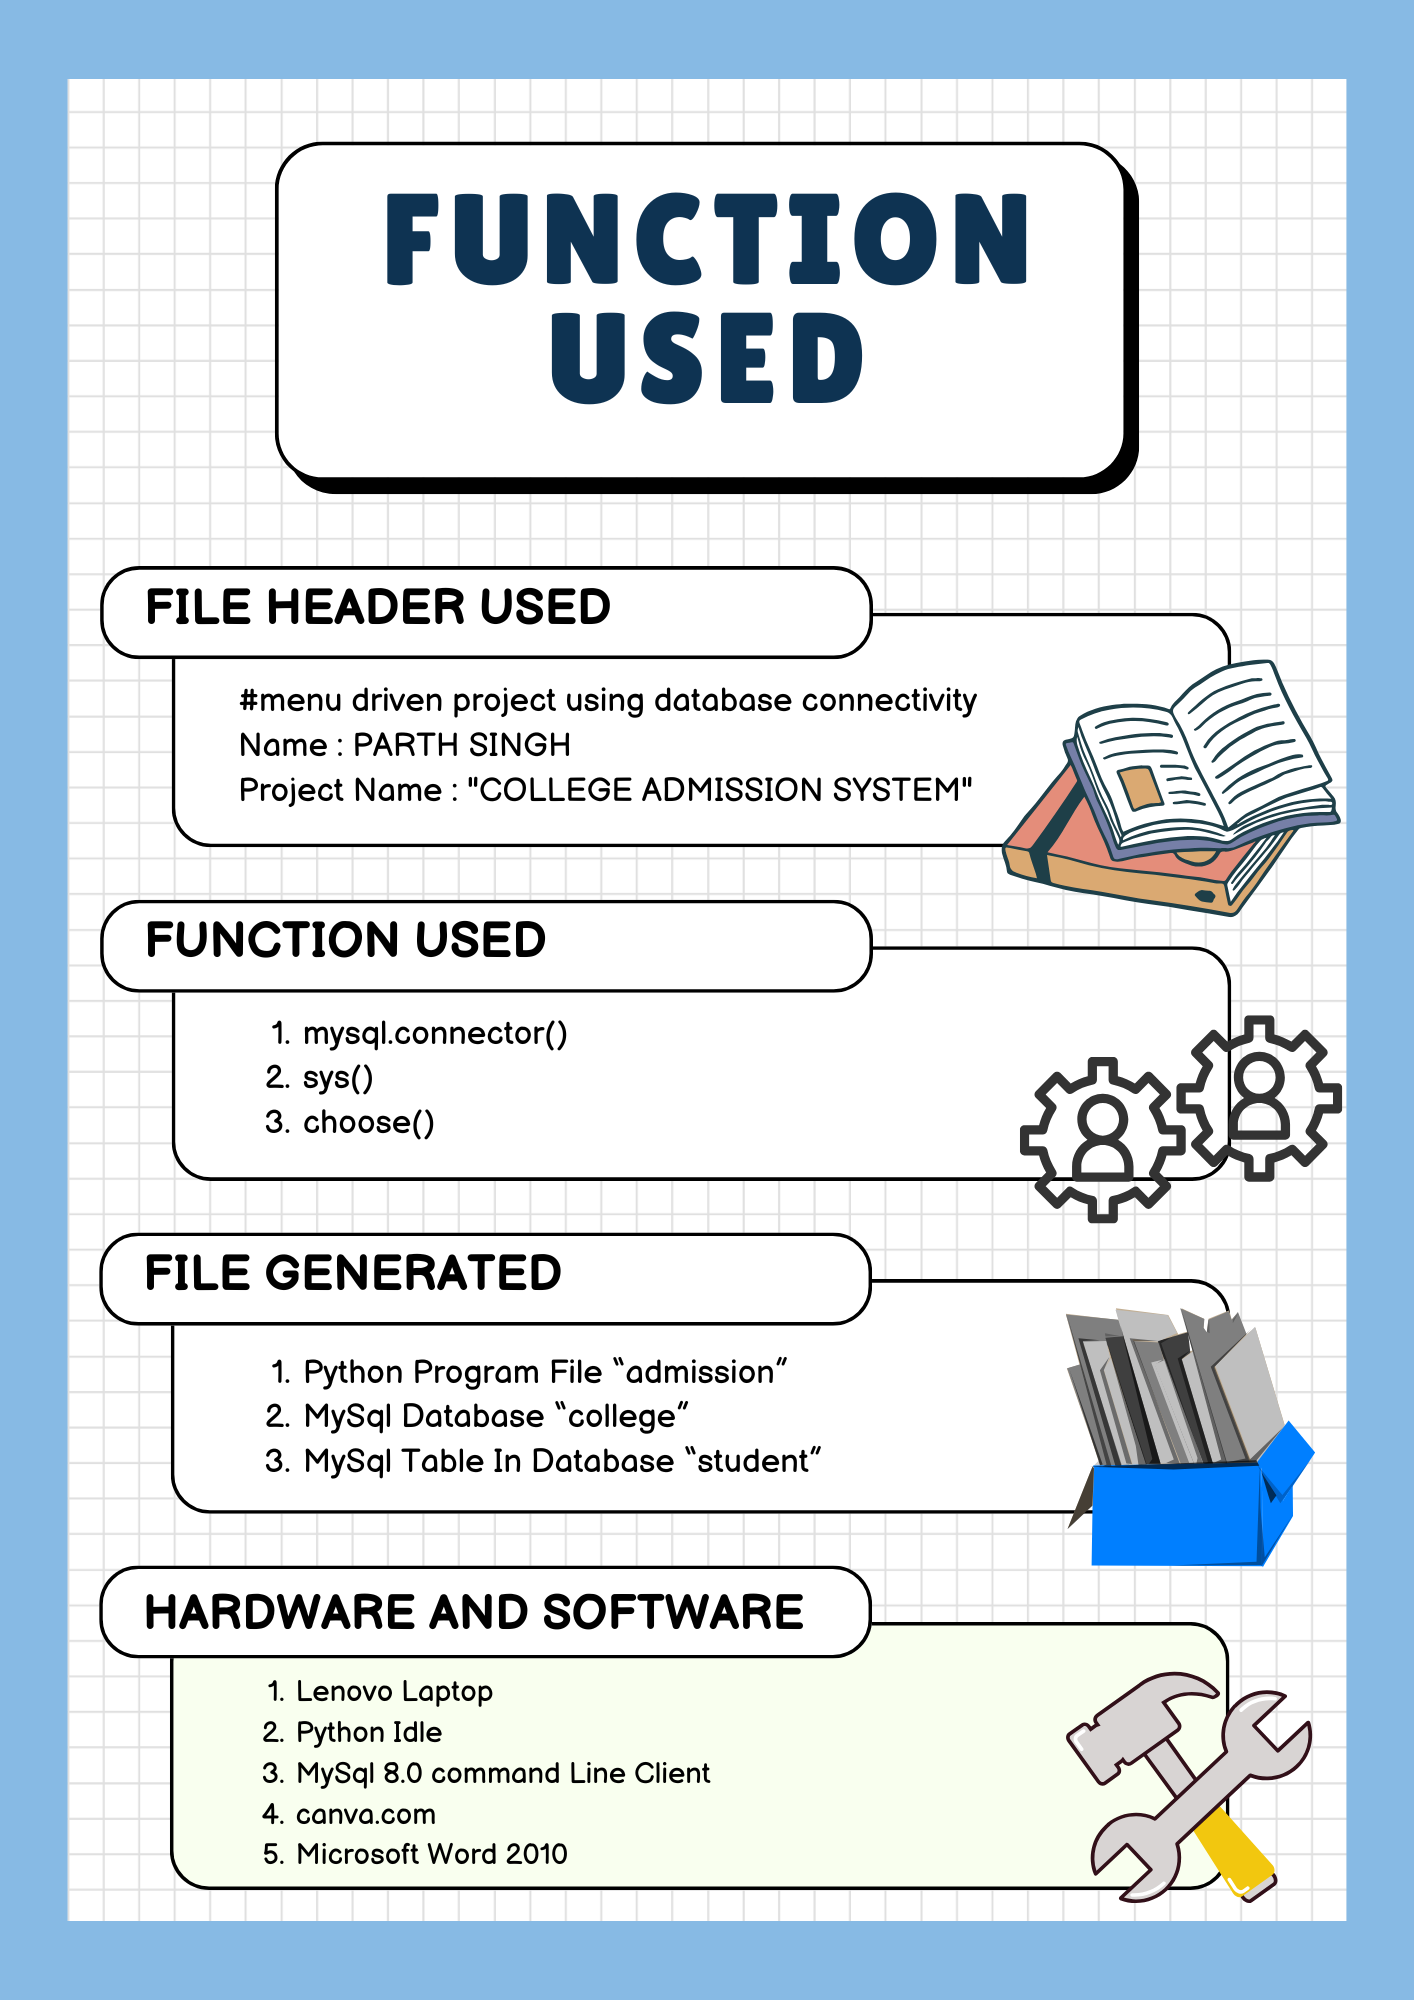 FUNCTION
USED
FILE HEADER USED
#menu driven project using database connectivity
Name : PARTH SINGH
Project Name : "COLLEGE ADMISSION SYSTEM"
FUNCTION USED
1. mysql.connector()
2. sys()
3. choose()
FILE GENERATED
1. Python Program File “admission”
2. MySql Database “college”
3. MySql Table In Database “student”
HARDWARE AND SOFTWARE
1. Lenovo Laptop
2. Python Idle
3. MySql 8.0 command Line Client
4. canva.com
5. Microsoft Word 2010